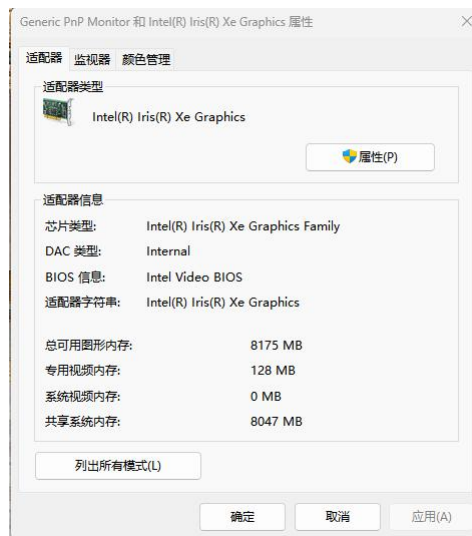 Generic PnP Monitor 和 Intel(R) Iris(R) Xe Graphics 属性
适配器 监视器 颜色管理
适配器类型
Intel(R) Iris(R) Xe Graphics
属性(P)
适配器信息
芯片类型: Intel(R) Iris(R) Xe Graphics Family
DAC 类型: Internal
BIOS 信息: Intel Video BIOS
适配器字符串: Intel(R) Iris(R) Xe Graphics
总可用图形内存: 8175 MB
专用视频内存: 128 MB
系统视频内存: 0 MB
共享系统内存: 8047 MB
列出所有模式(L)
确定 取消 应用(A)